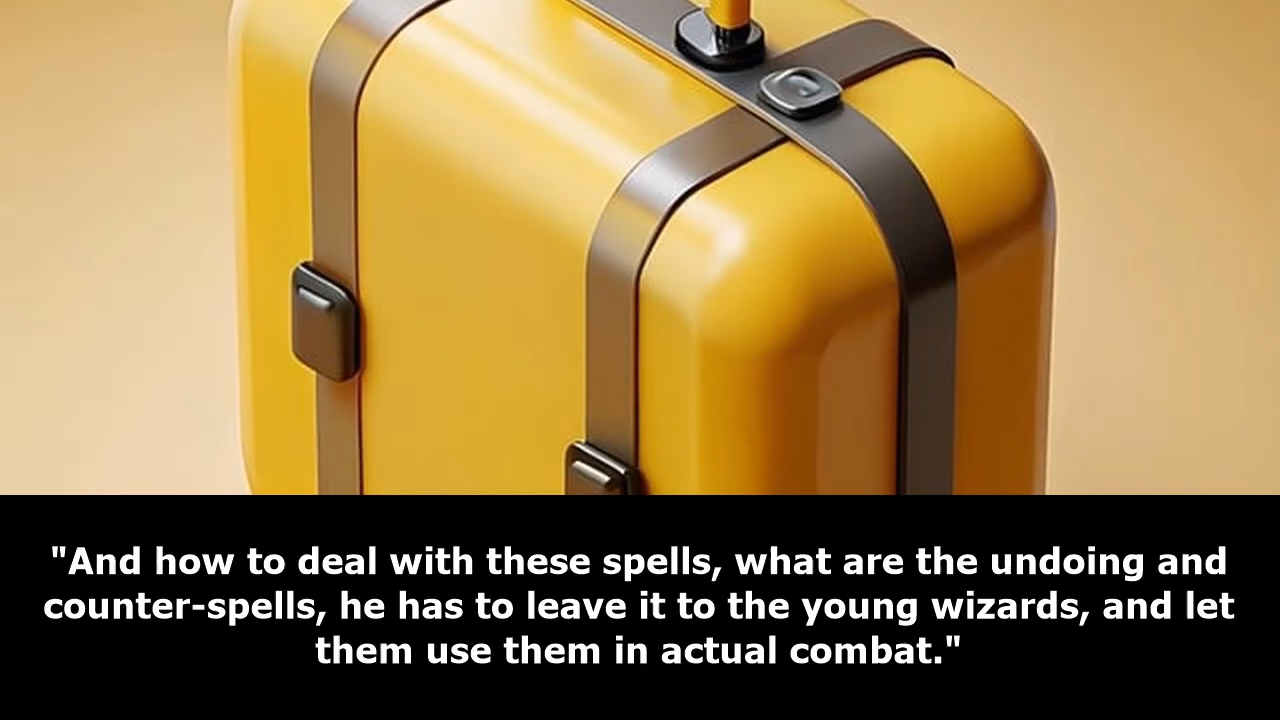 "And how to deal with these spells, what are the undoing and
counter-spells, he has to leave it to the young wizards, and let
them use them in actual combat."